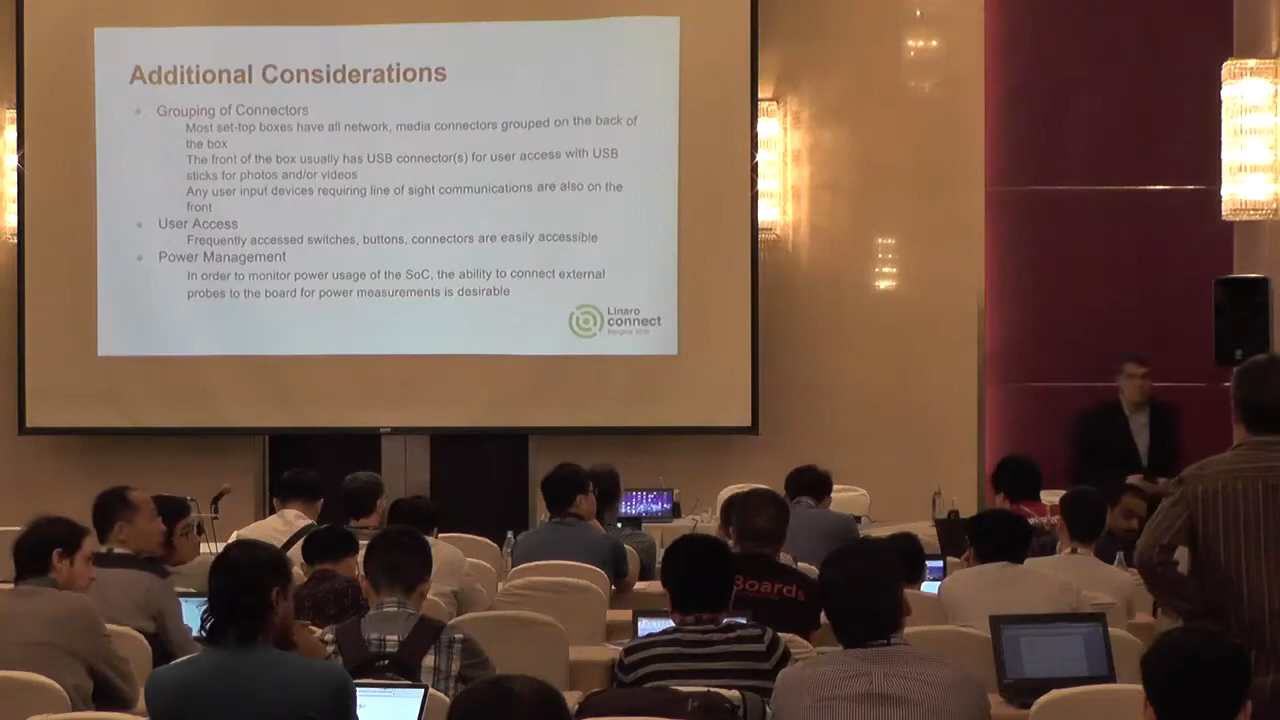 Additional Considerations
Grouping of Connectors
Most set-top boxes have all network, media connectors grouped on the back of
the box
The front of the box usually has USB connector(s) for user access with USB
sticks for photos and/or videos
Any user input devices requiring line of sight communications are also on the
front
User Access
Frequently accessed switches, buttons, connectors are easily accessible
Power Management
In order to monitor power usage of the SoC, the ability to connect external
probes to the board for power measurements is desirable
Linaro
connect
Boards